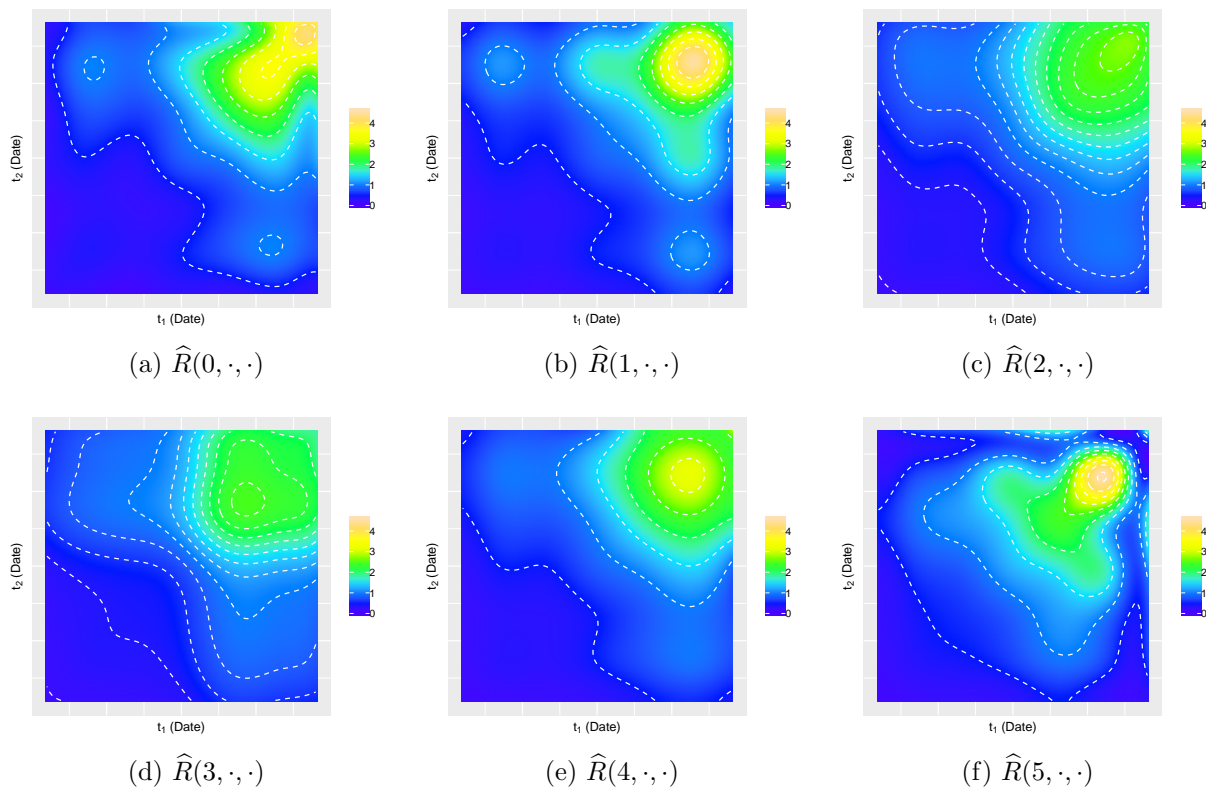 t₂ (Date)
4
3
2
1
0
t₁ (Date)
(a) R̂(0, ·, ·)
t₂ (Date)
4
3
2
1
0
t₁ (Date)
(b) R̂(1, ·, ·)
t₂ (Date)
4
3
2
1
0
t₁ (Date)
(c) R̂(2, ·, ·)
t₂ (Date)
4
3
2
1
0
t₁ (Date)
(d) R̂(3, ·, ·)
t₂ (Date)
4
3
2
1
0
t₁ (Date)
(e) R̂(4, ·, ·)
t₂ (Date)
4
3
2
1
0
t₁ (Date)
(f) R̂(5, ·, ·)